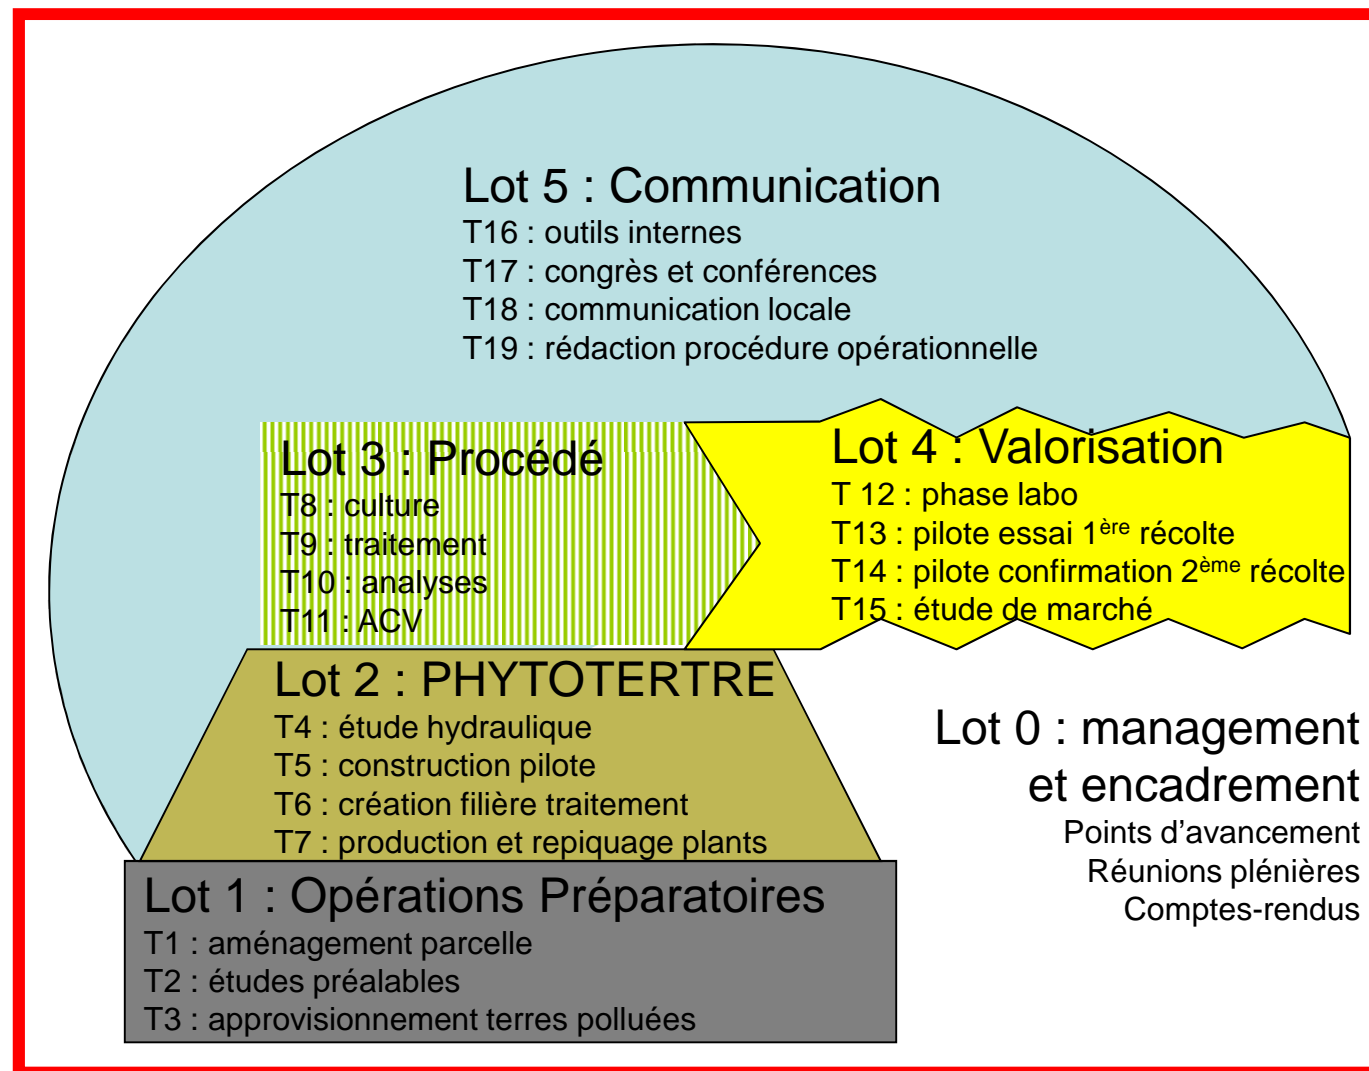 Lot 5 : Communication
T16 : outils internes
T17 : congrès et conférences
T18 : communication locale
T19 : rédaction procédure opérationnelle
Lot 3 : Procédé
T8 : culture
T9 : traitement
T10 : analyses
T11 : ACV
Lot 4 : Valorisation
T 12 : phase labo
T13 : pilote essai 1ère récolte
T14 : pilote confirmation 2ème récolte
T15 : étude de marché
Lot 2 : PHYTOTERTRE
T4 : étude hydraulique
T5 : construction pilote
T6 : création filière traitement
T7 : production et repiquage plants
Lot 0 : management
et encadrement
Points d’avancement
Réunions plénières
Comptes-rendus
Lot 1 : Opérations Préparatoires
T1 : aménagement parcelle
T2 : études préalables
T3 : approvisionnement terres polluées